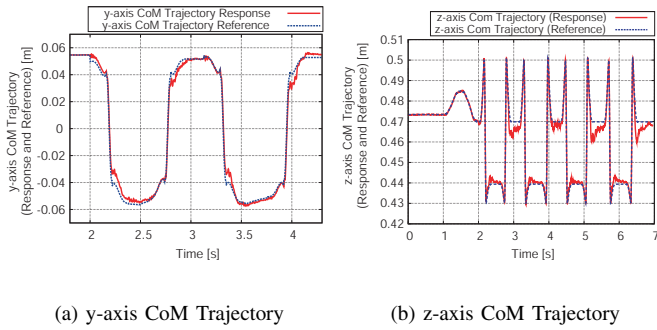 y-axis CoM Trajectory Response
y-axis CoM Trajectory Reference
y-axis CoM Trajectory
(Response and Reference) [m]
0.06
0.04
0.02
0
-0.02
-0.04
-0.06
2
2.5
3
3.5
4
Time [s]
(a) y-axis CoM Trajectory
z-axis Com Trajectory (Response)
z-axis Com Trajectory (Reference)
z-axis CoM Trajectory
(Response and Reference) [m]
0.51
0.5
0.49
0.48
0.47
0.46
0.45
0.44
0.43
0.42
0
1
2
3
4
5
6
7
Time [s]
(b) z-axis CoM Trajectory